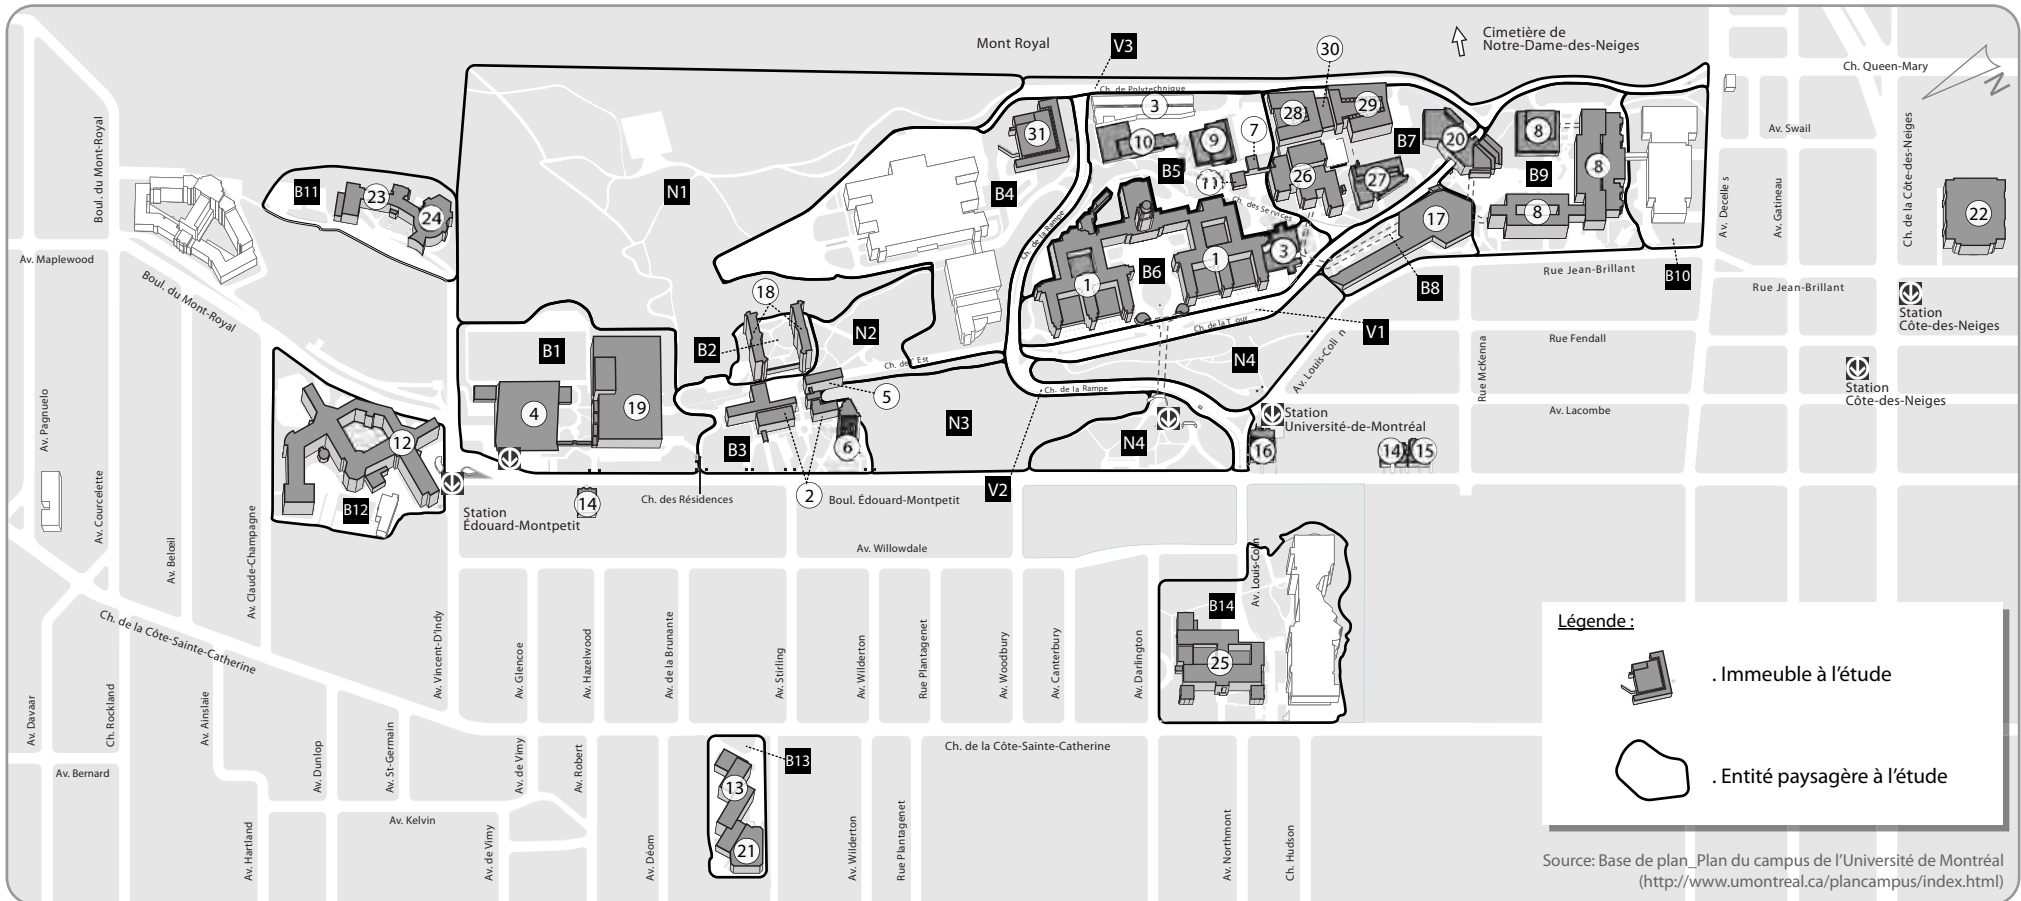 Mont Royal
V3
30
Cimetière de
Notre-Dame-des-Neiges
Ch. Queen-Mary
N
Ch. de Polytechnique
3
28
29
31
10
9
7
B7
20
8
8
Av. Swail
B5
11
26
27
B9
8
17
22
Boul. du Mont-Royal
B11
23
24
N1
B4
Ch. de la Rampe
Ch. des Services
3
1
1
B6
B8
B10
Av. Decelle s
Av. Gatineau
Ch. de la Côte-des-Neiges
Av. Maplewood
Boul. du Mont-Royal
Rue Jean-Brillant
Rue Jean-Brillant
Station
Côte-des-Neiges
18
N2
B1
B2
Ch. de l' Est
Ch. de la T our
V1
N4
Av. Louis-Coli n
Rue McKenna
Rue Fendall
Station
Côte-des-Neiges
Av. Pagnuelo
4
19
5
Ch. de la Rampe
Av. Lacombe
12
B3
6
N3
N4
Station
Université-de-Montréal
16
14
15
Av. Courcelette
B12
Station
Édouard-Montpetit
14
Ch. des Résidences
2
Boul. Édouard-Montpetit
V2
Av. Belœil
Av. Claude-Champagne
Av. Willowdale
Av. Louis-Colin
Ch. de la Côte-Sainte-Catherine
Av. Vincent-D'Indy
Av. Glencoe
Av. Hazelwood
Av. de la Brunante
Av. Stirling
Av. Wilderton
Rue Plantagenet
Av. Woodbury
Av. Canterbury
Av. Darlington
B14
25
Légende :
. Immeuble à l'étude
. Entité paysagère à l'étude
Av. Davaar
Ch. Rockland
Av. Ainslaie
Av. Dunlop
Av. St-Germain
Av. de Vimy
Av. Robert
B13
13
Ch. de la Côte-Sainte-Catherine
Av. Bernard
Av. Kelvin
Av. Hartland
Av. de Vimy
Av. Déom
21
Av. Wilderton
Rue Plantagenet
Av. Northmont
Ch. Hudson
Source: Base de plan_Plan du campus de l'Université de Montréal
(http://www.umontreal.ca/plancampus/index.html)